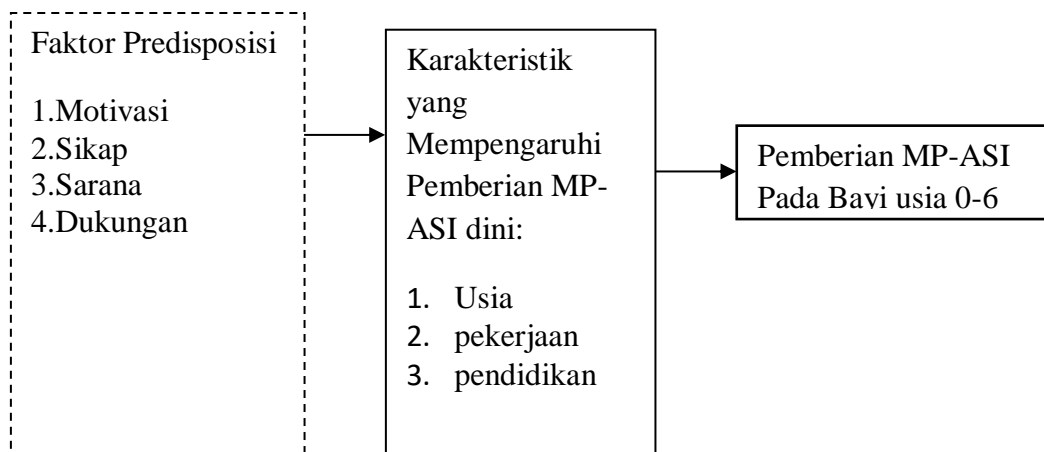 Faktor Predisposisi
1.Motivasi
2.Sikap
3.Sarana
4.Dukungan
Karakteristik
yang
Mempengaruhi
Pemberian MP-
ASI dini:
1. Usia
2. pekerjaan
3. pendidikan
Pemberian MP-ASI
Pada Bayi usia 0-6